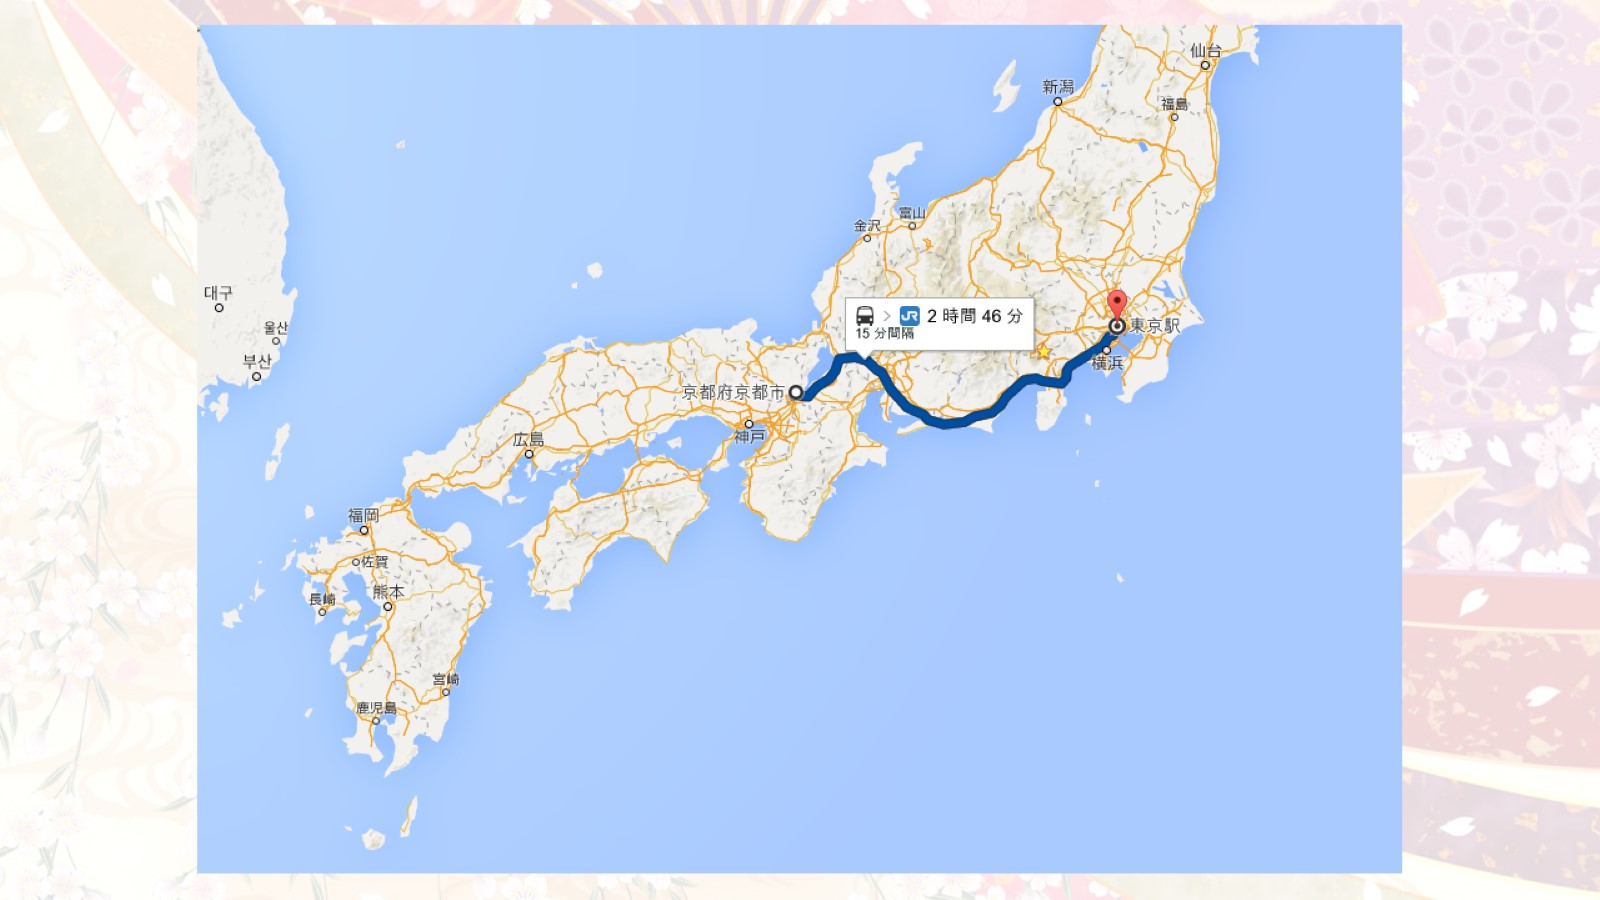 仙台
新潟
福島
富山
金沢
대구
울산
부산
JR 2 時間 46 分
15 分間隔
東京駅
横浜
京都府京都市
神戸
広島
福岡
佐賀
熊本
長崎
宮崎
鹿児島